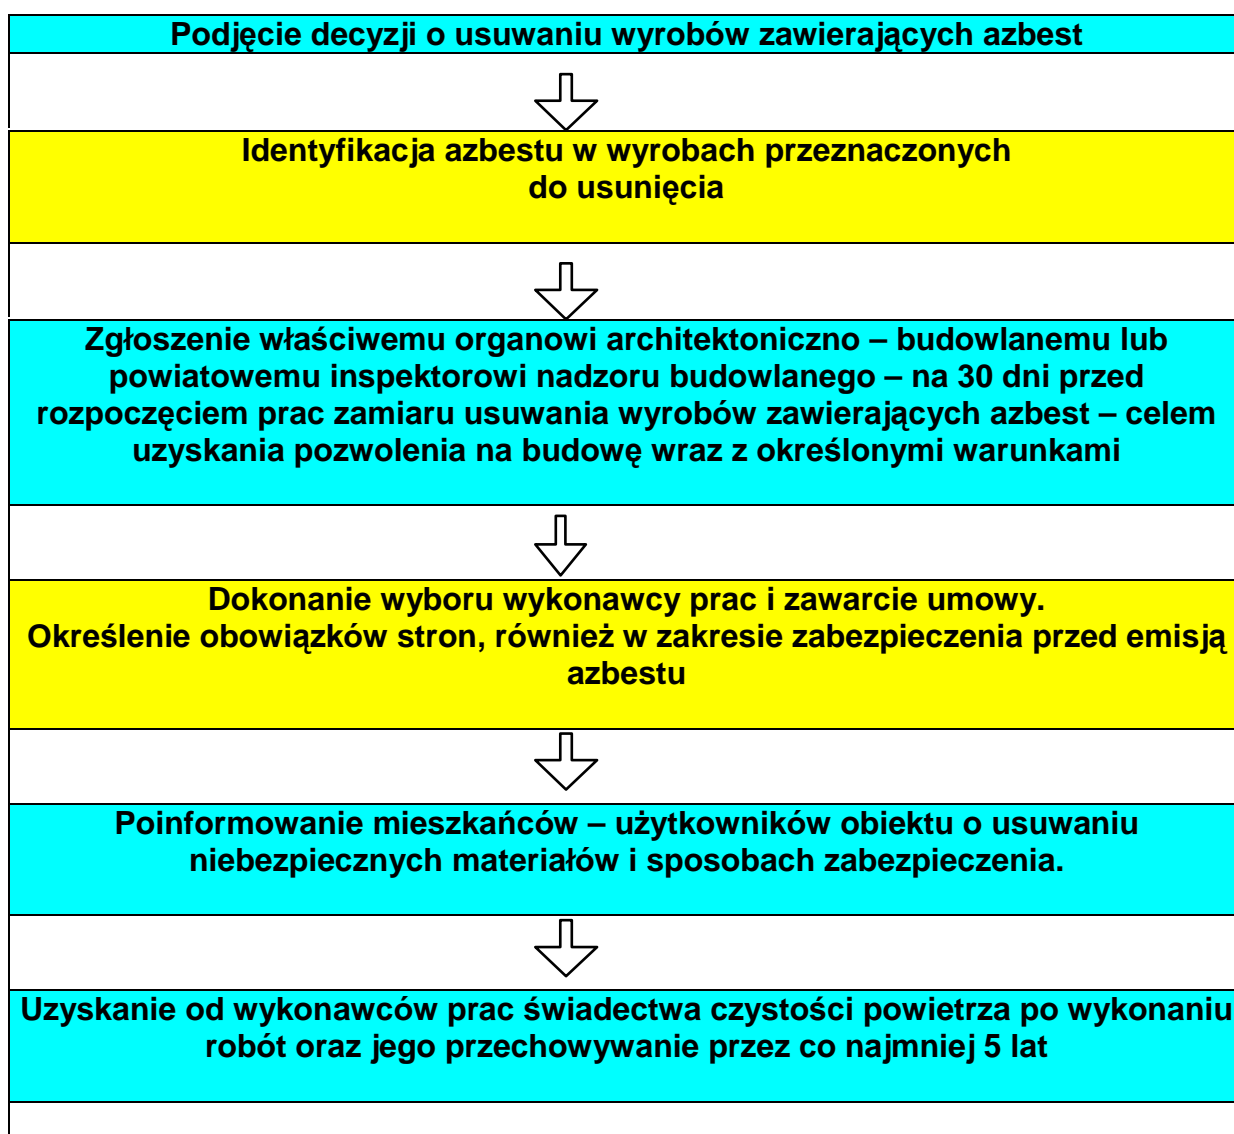 Podjęcie decyzji o usuwaniu wyrobów zawierających azbest
Identyfikacja azbestu w wyrobach przeznaczonych
do usunięcia
Zgłoszenie właściwemu organowi architektoniczno – budowlanemu lub
powiatowemu inspektorowi nadzoru budowlanego – na 30 dni przed
rozpoczęciem prac zamiaru usuwania wyrobów zawierających azbest – celem
uzyskania pozwolenia na budowę wraz z określonymi warunkami
Dokonanie wyboru wykonawcy prac i zawarcie umowy.
Określenie obowiązków stron, również w zakresie zabezpieczenia przed emisją
azbestu
Poinformowanie mieszkańców – użytkowników obiektu o usuwaniu
niebezpiecznych materiałów i sposobach zabezpieczenia.
Uzyskanie od wykonawców prac świadectwa czystości powietrza po wykonaniu
robót oraz jego przechowywanie przez co najmniej 5 lat